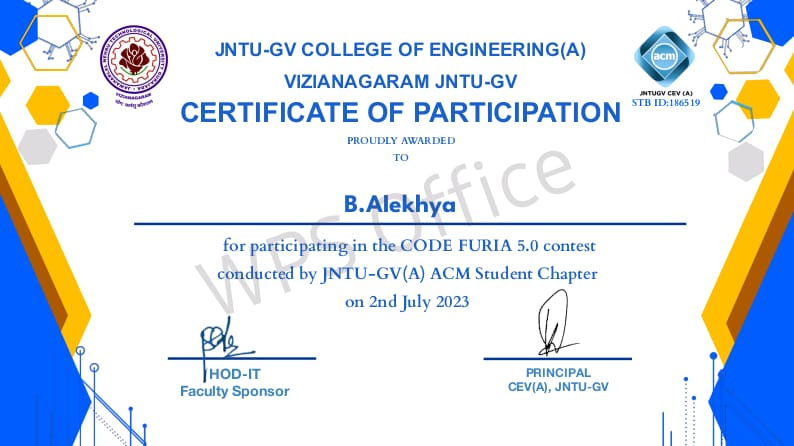 JNTU-GV COLLEGE OF ENGINEERING(A)
VIZIANAGARAM JNTU-GV
CERTIFICATE OF PARTICIPATION
PROUDLY AWARDED
TO
B.Alekhya
for participating in the CODE FURIA 5.0 contest
conducted by JNTU-GV(A) ACM Student Chapter
on 2nd July 2023
HOD-IT
Faculty Sponsor
PRINCIPAL
CEV(A), JNTU-GV
VIZIANAGARAM
acm
JNTUGV CEV (A)
STB ID:186519
WPS Office